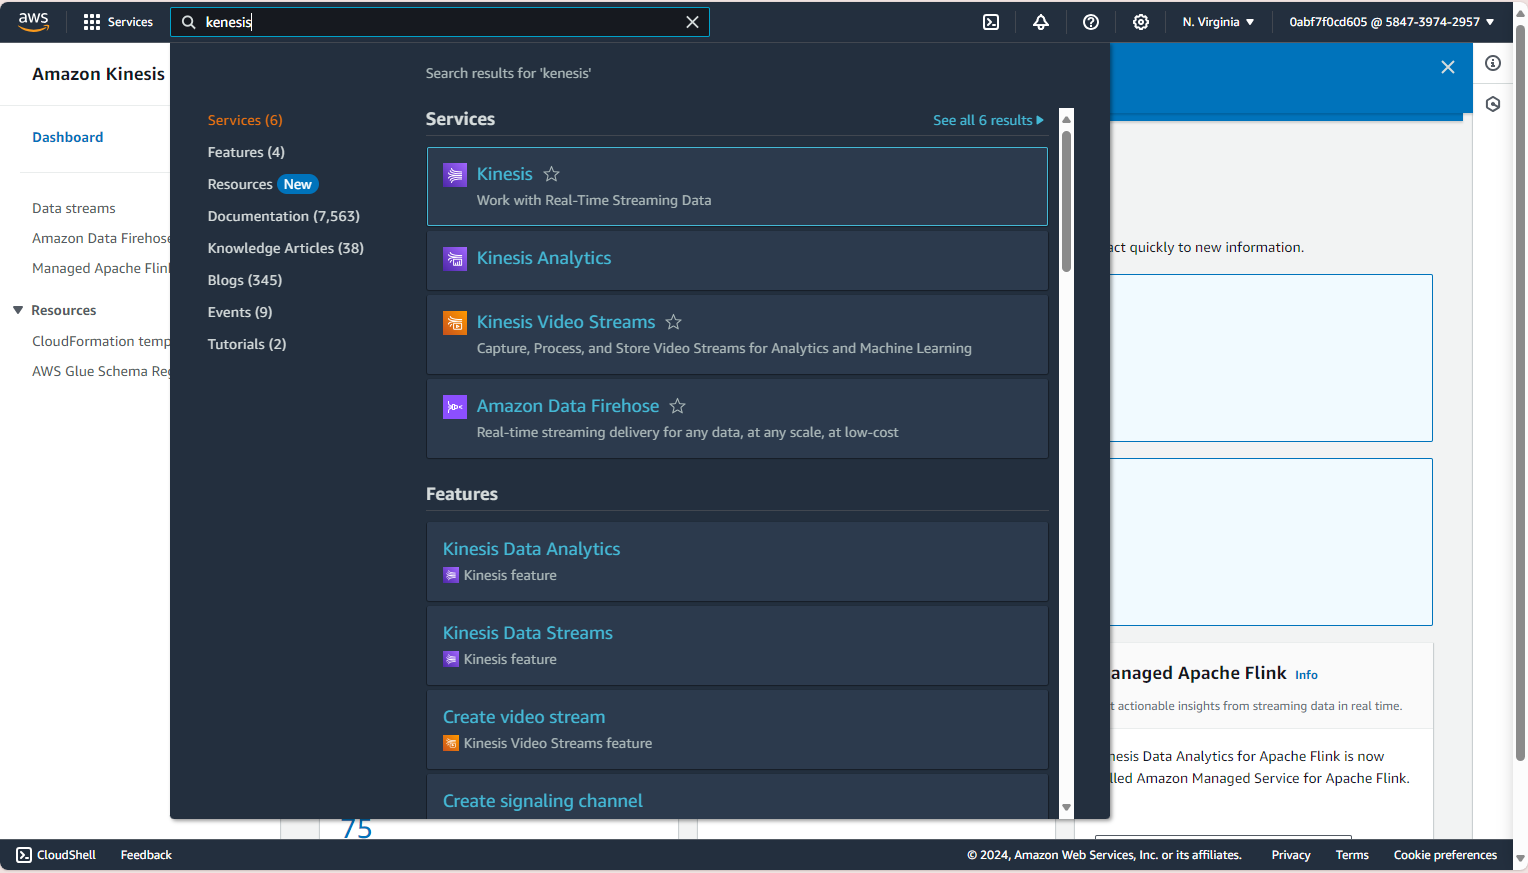 aws
Services
kenesis
N. Virginia
0abf7f0cd605 @ 5847-3974-2957
Amazon Kinesis
Dashboard
Data streams
Amazon Data Firehose
Managed Apache Flin
Resources
CloudFormation temp
AWS Glue Schema Reg
Search results for 'kenesis'
Services (6)
Features (4)
Resources New
Documentation (7,563)
Knowledge Articles (38)
Blogs (345)
Events (9)
Tutorials (2)
Services
See all 6 results
Kinesis
Work with Real-Time Streaming Data
Kinesis Analytics
Kinesis Video Streams
Capture, Process, and Store Video Streams for Analytics and Machine Learning
Amazon Data Firehose
Real-time streaming delivery for any data, at any scale, at low-cost
Features
Kinesis Data Analytics
Kinesis feature
Kinesis Data Streams
Kinesis feature
Create video stream
Kinesis Video Streams feature
Create signaling channel
act quickly to new information.
anaged Apache Flink Info
t actionable insights from streaming data in real time.
nesis Data Analytics for Apache Flink is now
lled Amazon Managed Service for Apache Flink.
75
CloudShell
Feedback
© 2024, Amazon Web Services, Inc. or its affiliates.
Privacy
Terms
Cookie preferences